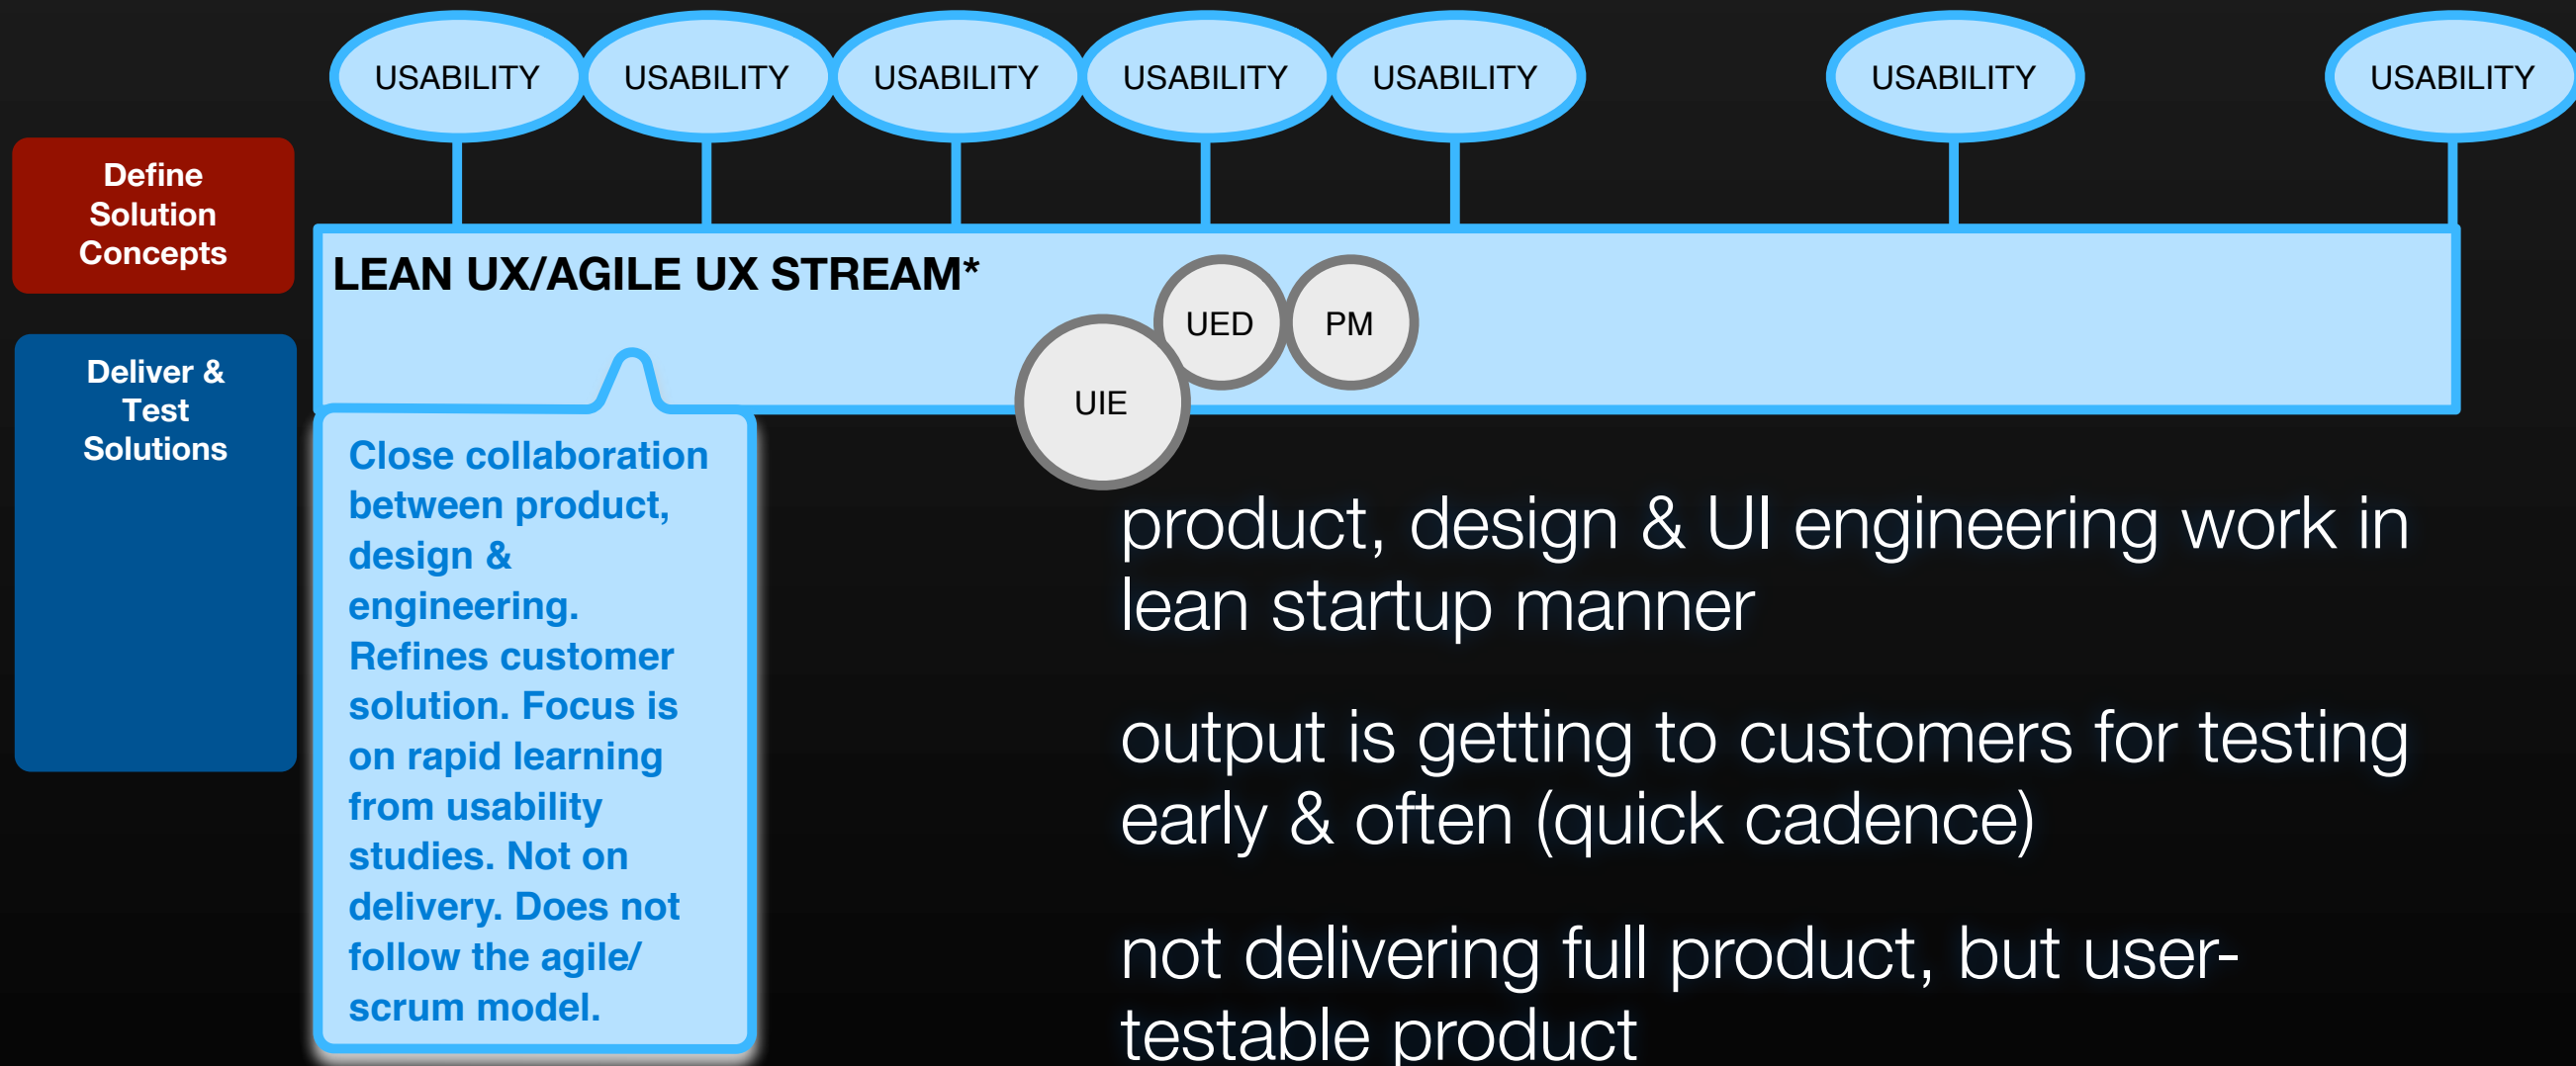 USABILITY
USABILITY
USABILITY
USABILITY
USABILITY
USABILITY
USABILITY
Define
Solution
Concepts
LEAN UX/AGILE UX STREAM*
UED
PM
UIE
Deliver &
Test
Solutions
Close collaboration
between product,
design &
engineering.
Refines customer
solution. Focus is
on rapid learning
from usability
studies. Not on
delivery. Does not
follow the agile/
scrum model.
product, design & UI engineering work in
lean startup manner
output is getting to customers for testing
early & often (quick cadence)
not delivering full product, but user-
testable product